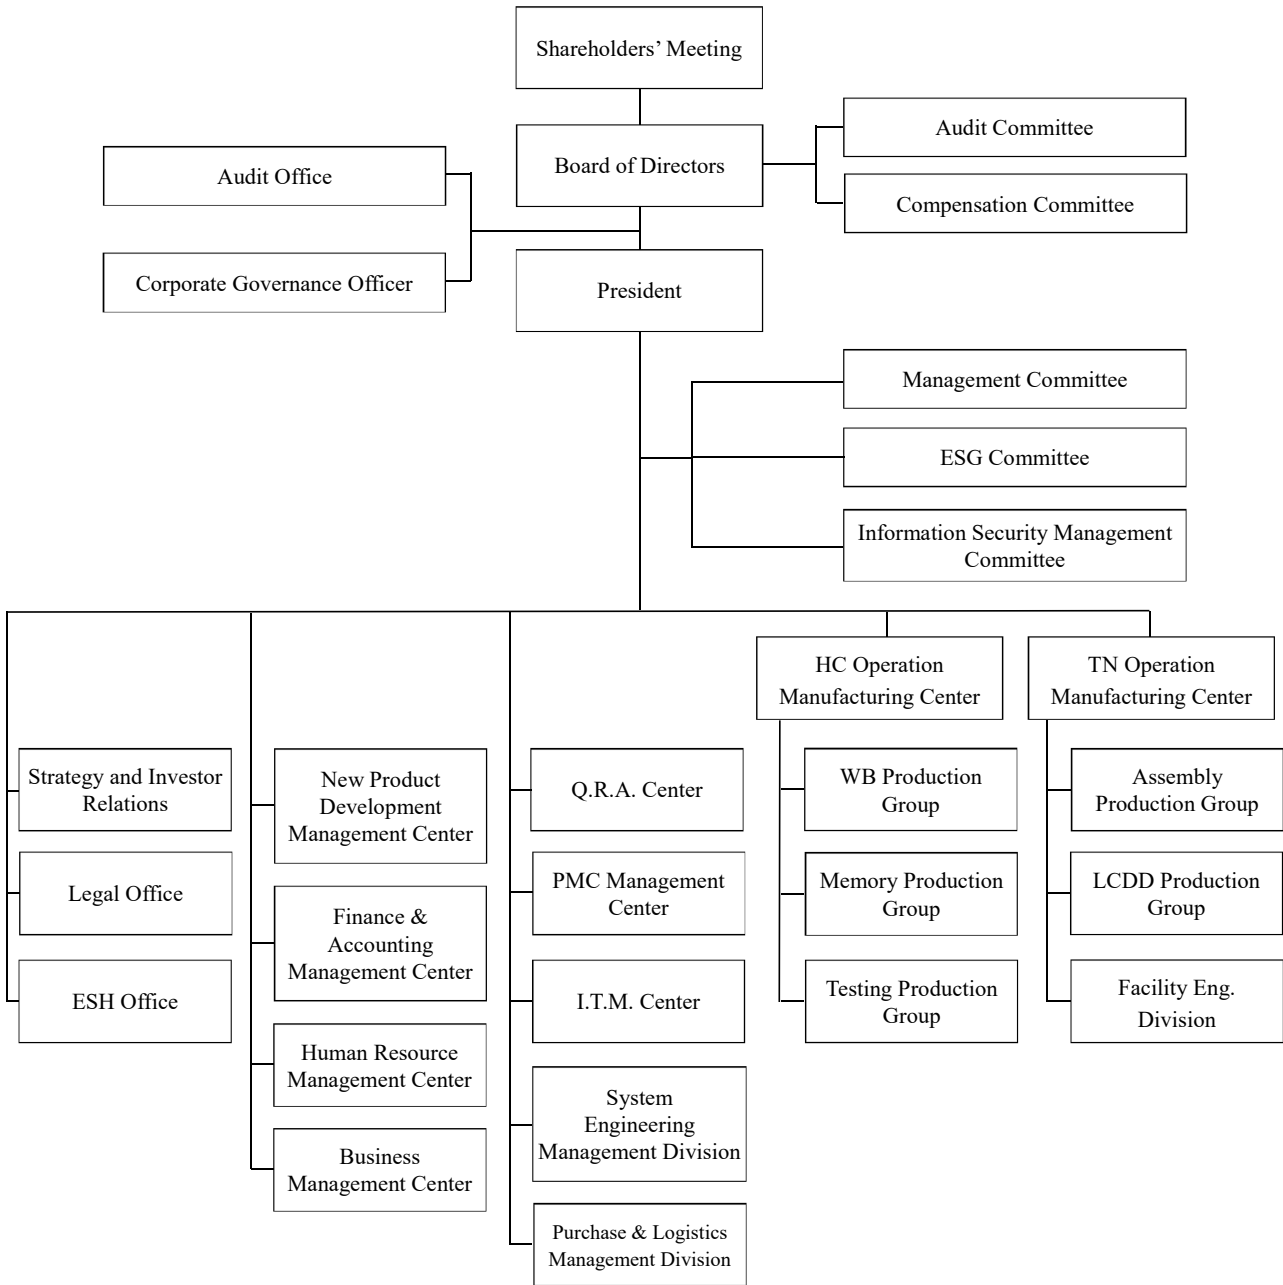 Shareholders’ Meeting
Board of Directors
Audit Committee
Compensation Committee
Audit Office
Corporate Governance Officer
President
Management Committee
ESG Committee
Information Security Management
Committee
HC Operation
Manufacturing Center
TN Operation
Manufacturing Center
Strategy and Investor
Relations
Legal Office
ESH Office
New Product
Development
Management Center
Finance &
Accounting
Management Center
Human Resource
Management Center
Business
Management Center
Q.R.A. Center
PMC Management
Center
I.T.M. Center
System
Engineering
Management Division
Purchase & Logistics
Management Division
WB Production
Group
Memory Production
Group
Testing Production
Group
Assembly
Production Group
LCDD Production
Group
Facility Eng.
Division